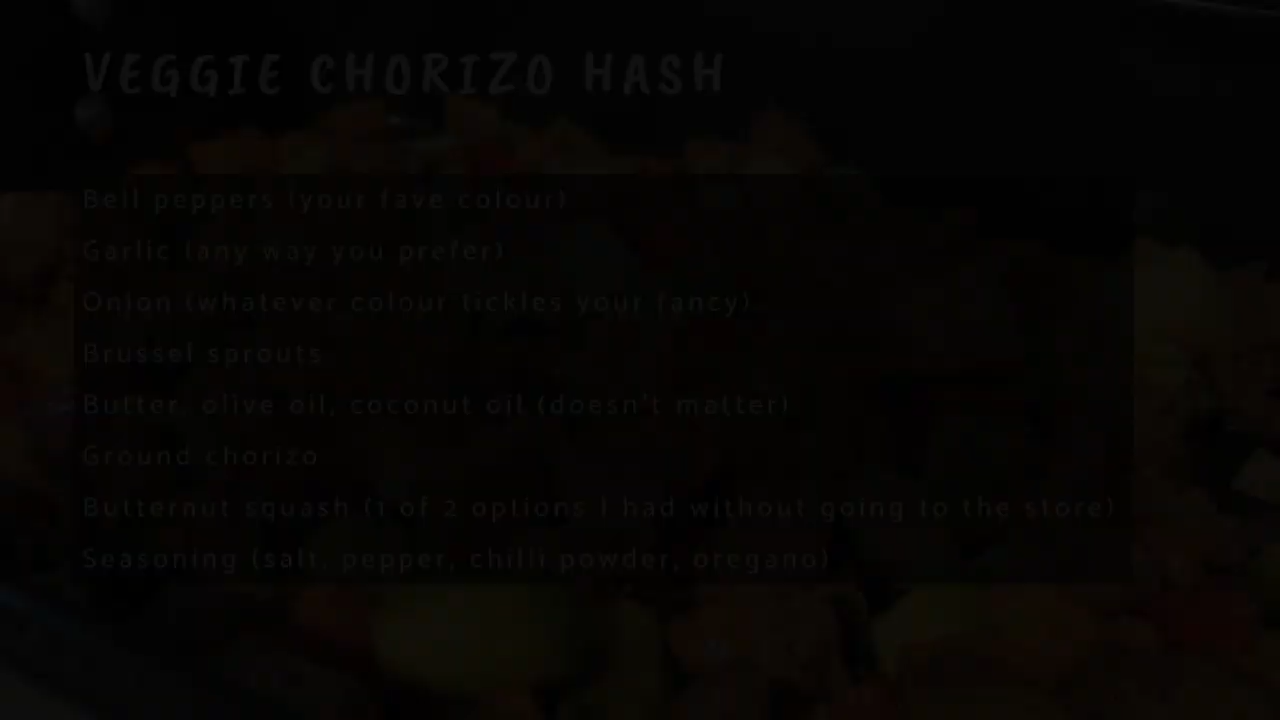 VEGGIE CHORIZO HASH
Bell peppers (your fave colour)
Garlic (any way you prefer)
Onion (whatever colour tickles your fancy)
Brussel sprouts
Butter, olive oil, coconut oil (doesn't matter)
Ground chorizo
Butternut squash (1 of 2 options I had without going to the store)
Seasoning (salt, pepper, chilli powder, oregano)